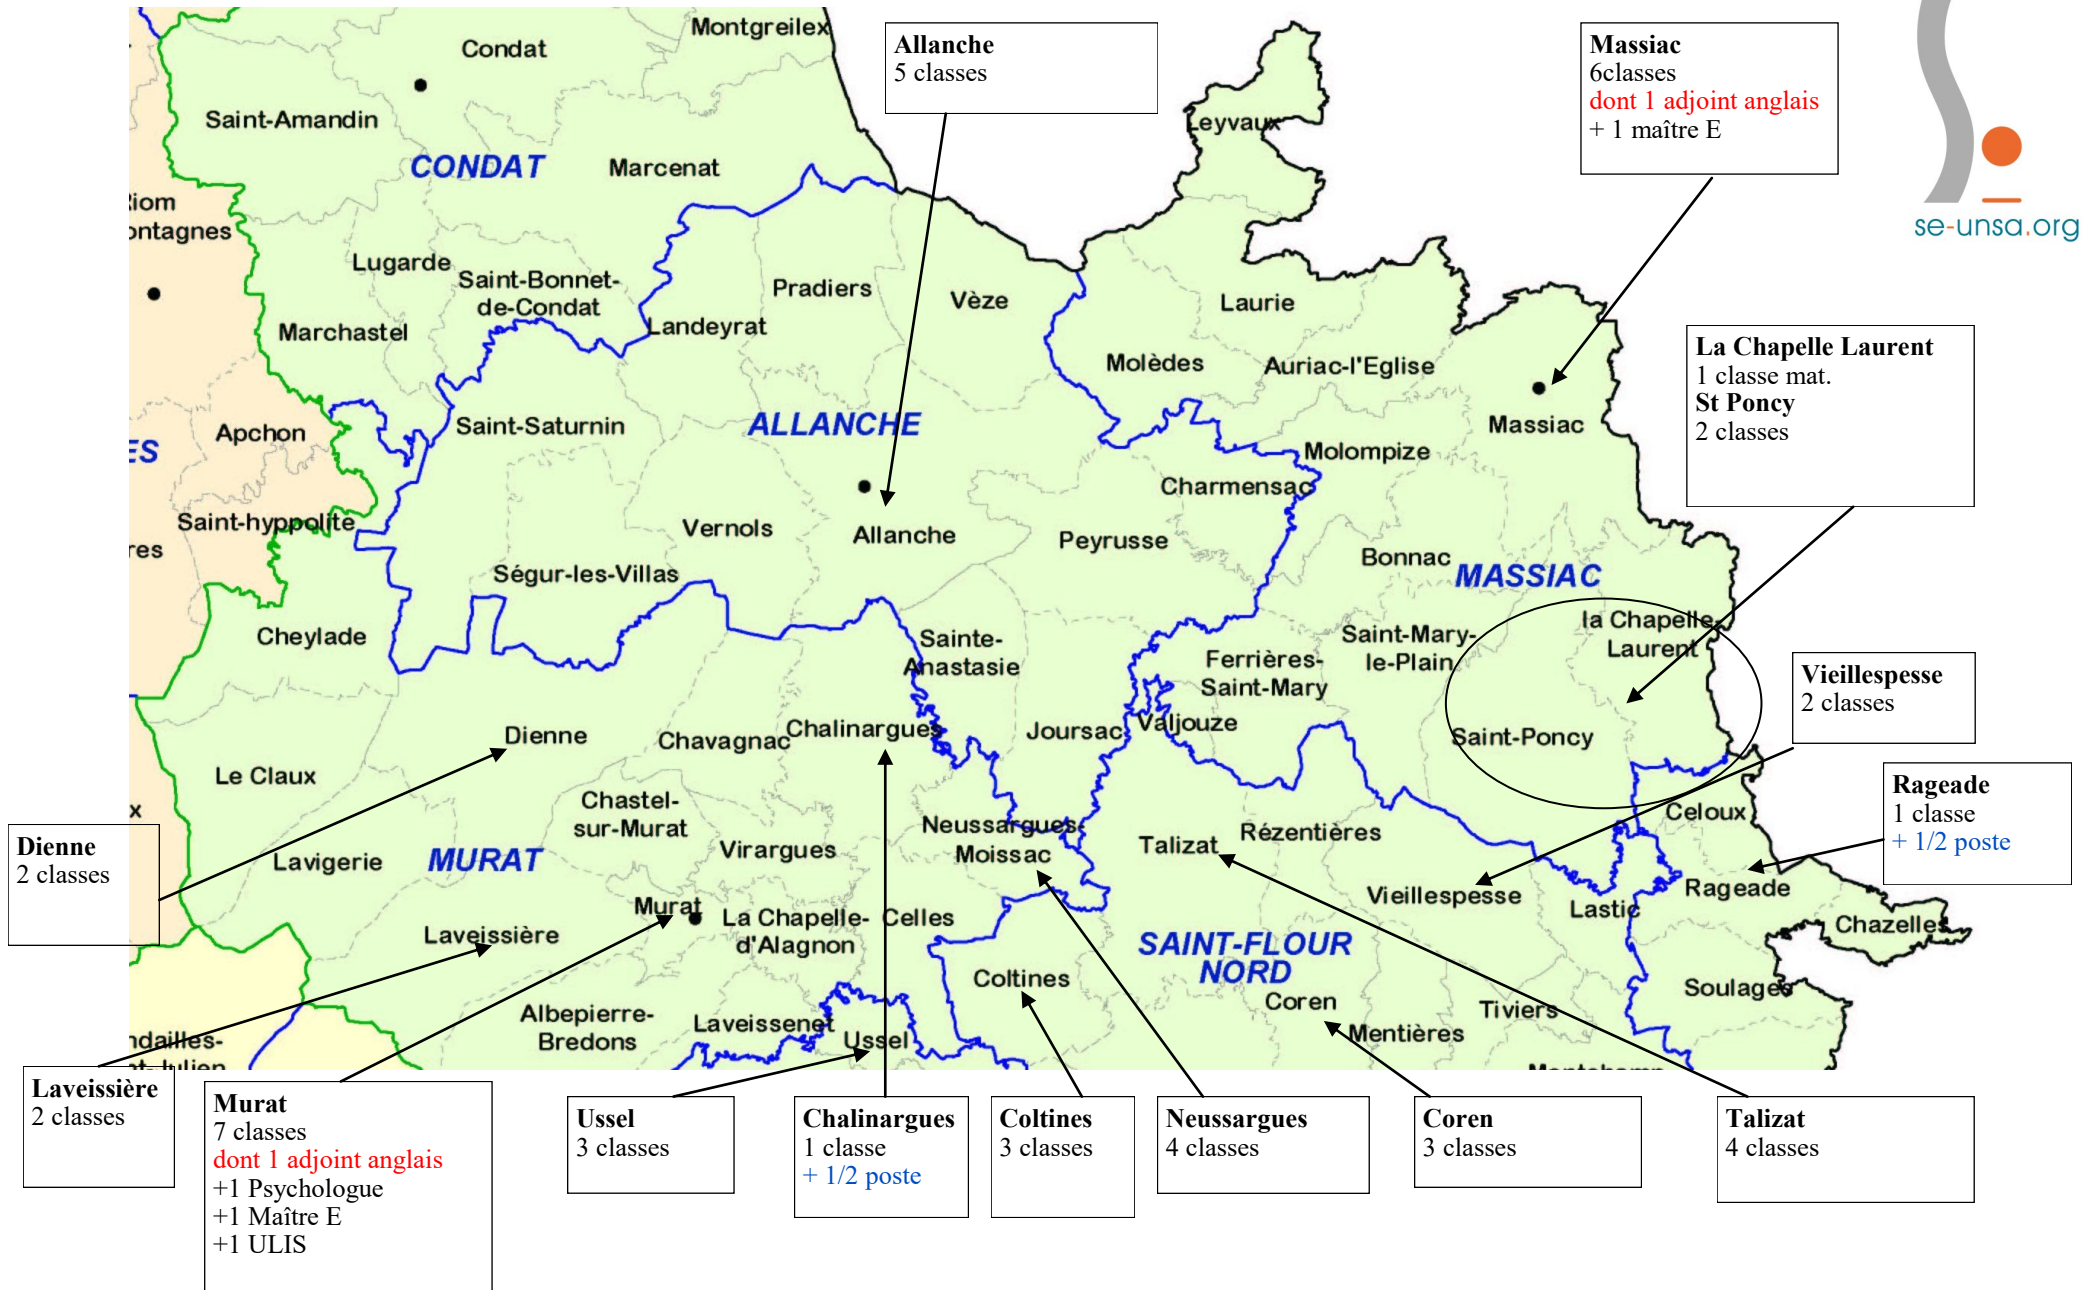 Montgreilex
Condat
Allanche
5 classes
Massiac
6classes
dont 1 adjoint anglais
+ 1 maître E
Saint-Amandin
Leyvaux
CONDAT
Marcenat
Riom
ontagnes
se-unsa.org
Lugarde
Saint-Bonnet-
de-Condat
Pradiers
Vèze
Laurie
Marchastel
Landeyrat
Molèdes
Auriac-l'Eglise
La Chapelle Laurent
1 classe mat.
St Poncy
2 classes
Apchon
Saint-Saturnin
ALLANCHE
Massiac
ES
Molompize
Charmensac
Saint-hyppolite
Vernols
Allanche
Peyrusse
res
Bonnac
MASSIAC
Ségur-les-Villas
Cheylade
Sainte-
Anastasie
Saint-Mary-
le-Plain
la Chapelle-
Laurent
Ferrières-
Saint-Mary
Vieillespesse
2 classes
Dienne
Chavagnac
Chalinargues
Joursac
Valjouze
Saint-Poncy
Le Claux
x
Chastel-
sur-Murat
Rageade
1 classe
+ 1/2 poste
Celoux
Neussargues-
Moissac
Talizat
Rézentières
Dienne
2 classes
Lavigerie
MURAT
Virargues
Vieillespesse
Rageade
Murat
La Chapelle-
d'Alagnon
Celles
Lastic
Chazelles
Laveissière
SAINT-FLOUR
NORD
Coltines
Soulages
Coren
Tiviers
Albepierre-
Bredons
Laveissenet
Ussel
Mentières
ndailles-
nt-Julien
Montchamp
Laveissière
2 classes
Murat
7 classes
dont 1 adjoint anglais
+1 Psychologue
+1 Maître E
+1 ULIS
Ussel
3 classes
Chalinargues
1 classe
+ 1/2 poste
Coltines
3 classes
Neussargues
4 classes
Coren
3 classes
Talizat
4 classes